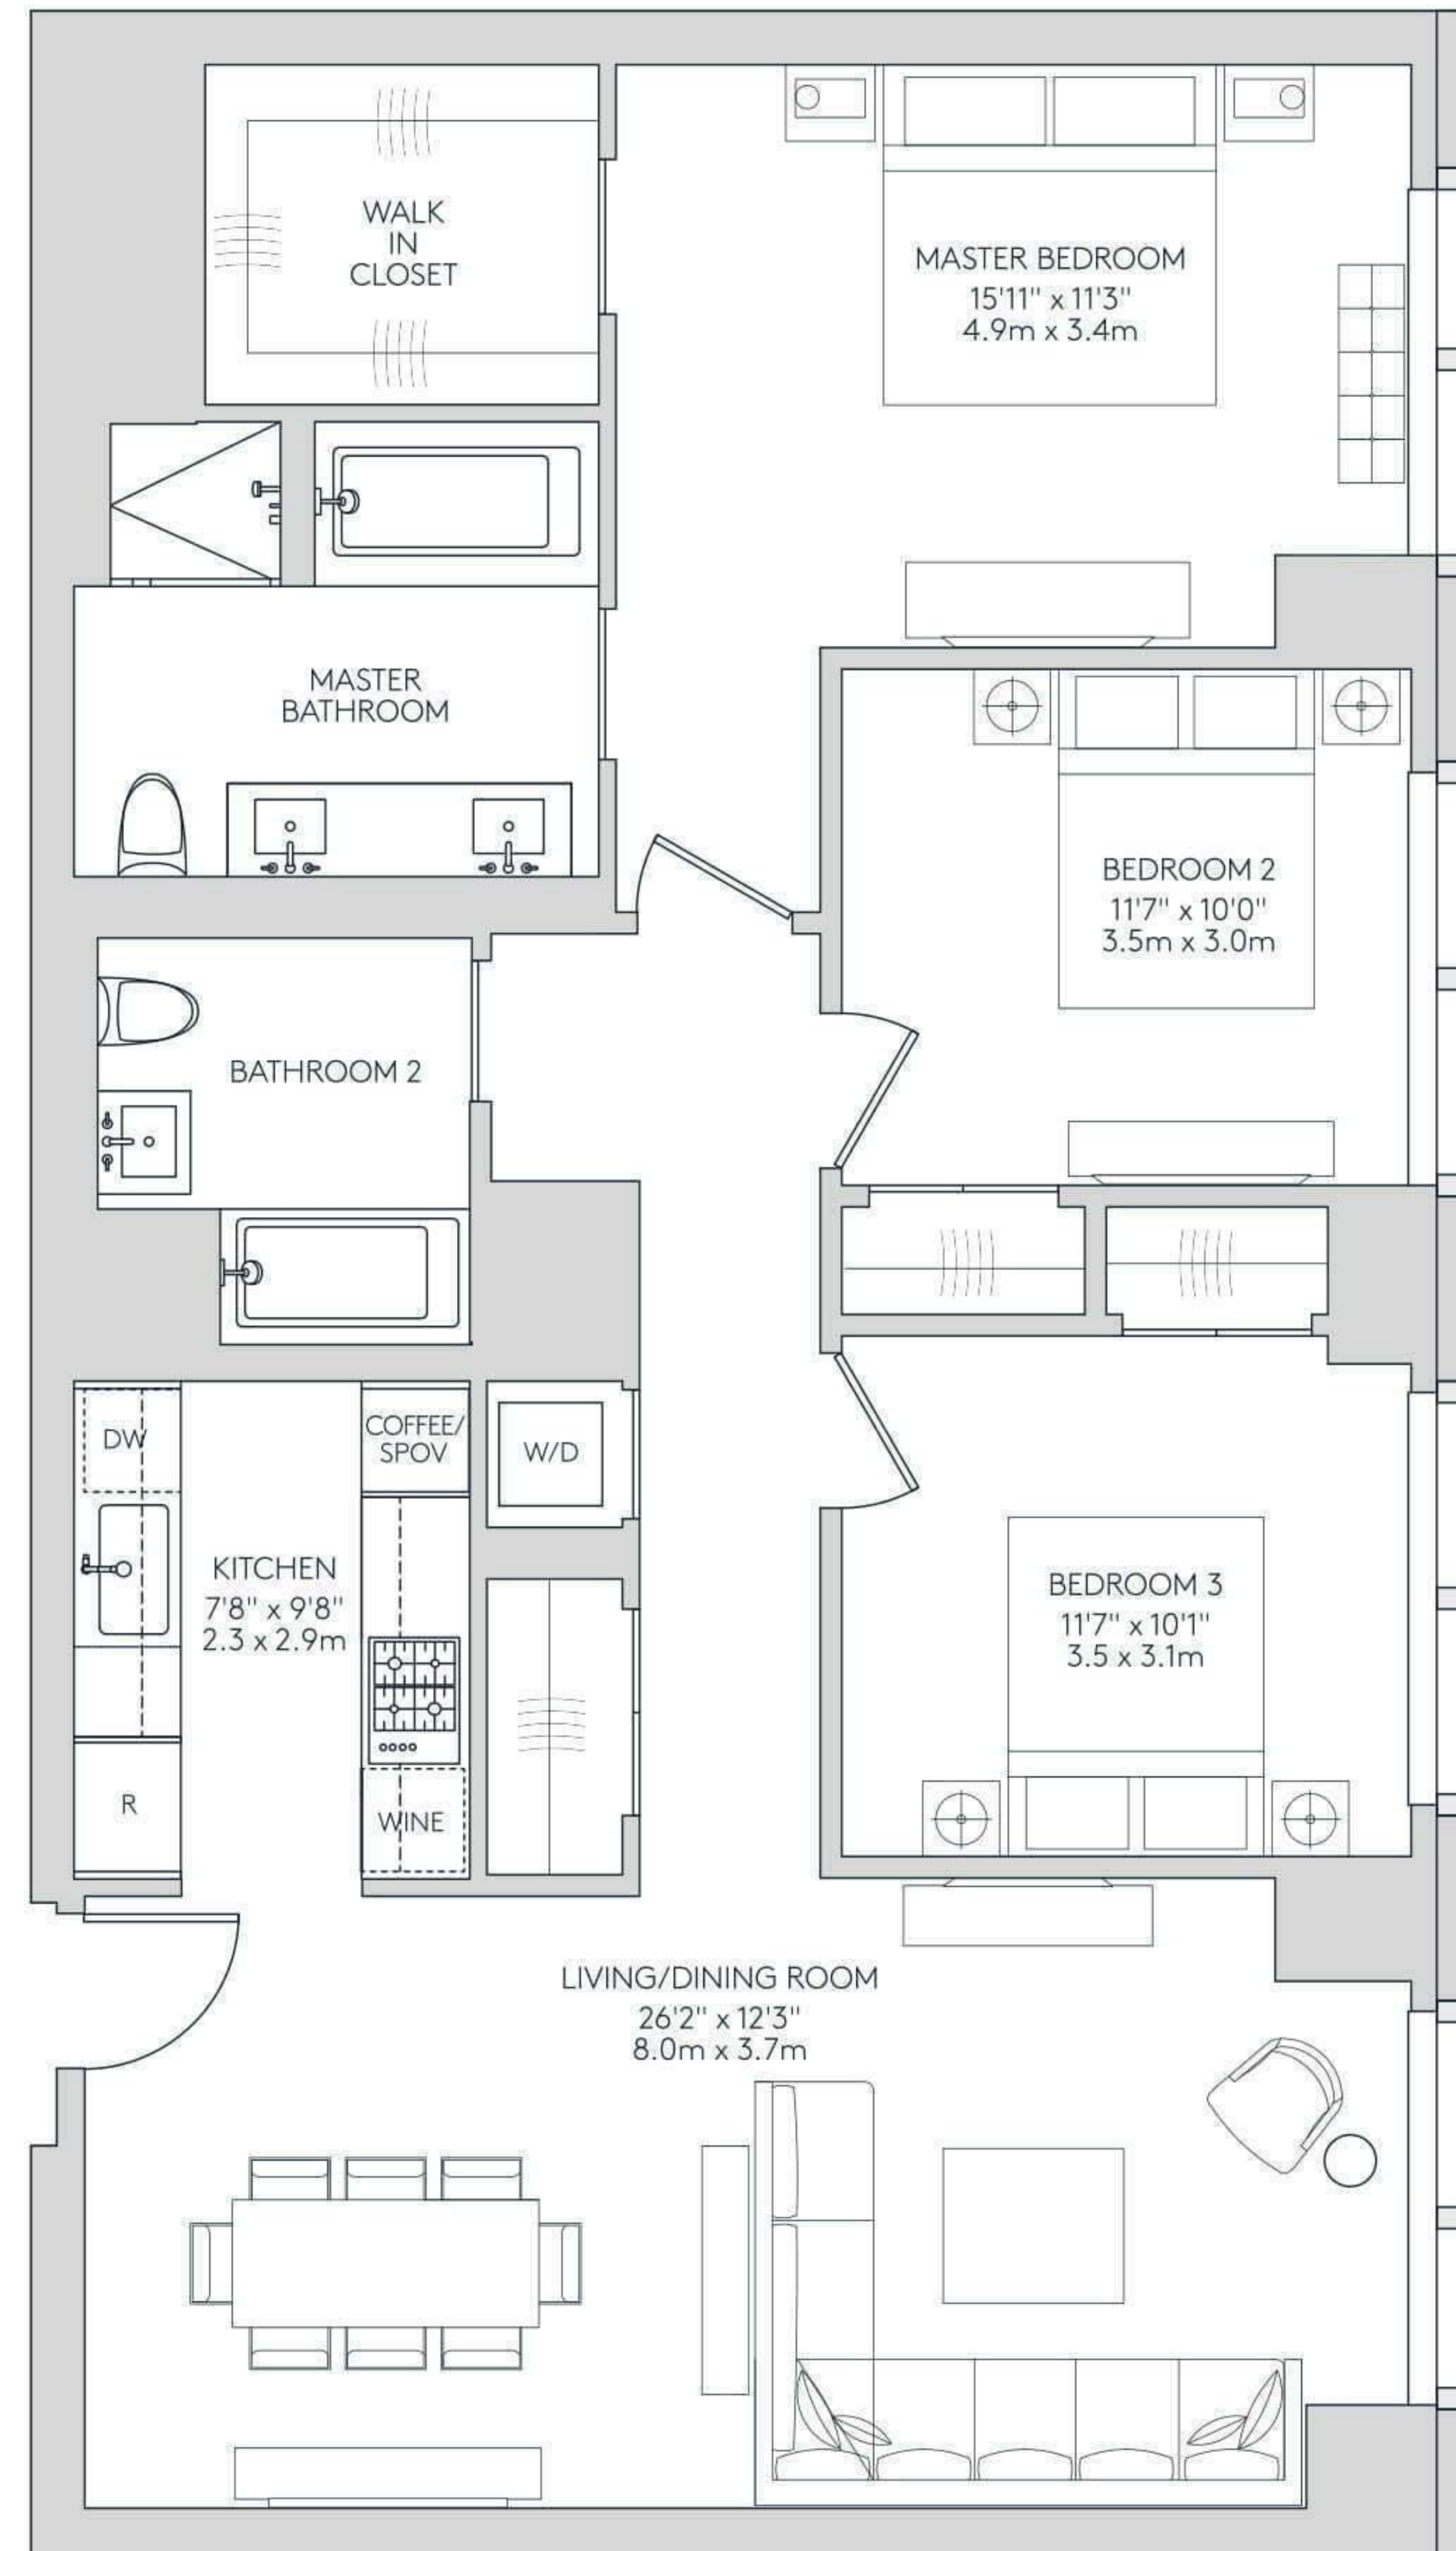 WALK
IN
CLOSET
MASTER BEDROOM
15'11" x 11'3"
4.9m x 3.4m
MASTER
BATHROOM
BEDROOM 2
11'7" x 10'0"
3.5m x 3.0m
BATHROOM 2
DW
COFFEE/
SPOV
W/D
KITCHEN
7'8" x 9'8"
2.3 x 2.9m
BEDROOM 3
11'7" x 10'1"
3.5 x 3.1m
R
WINE
LIVING/DINING ROOM
26'2" x 12'3"
8.0m x 3.7m